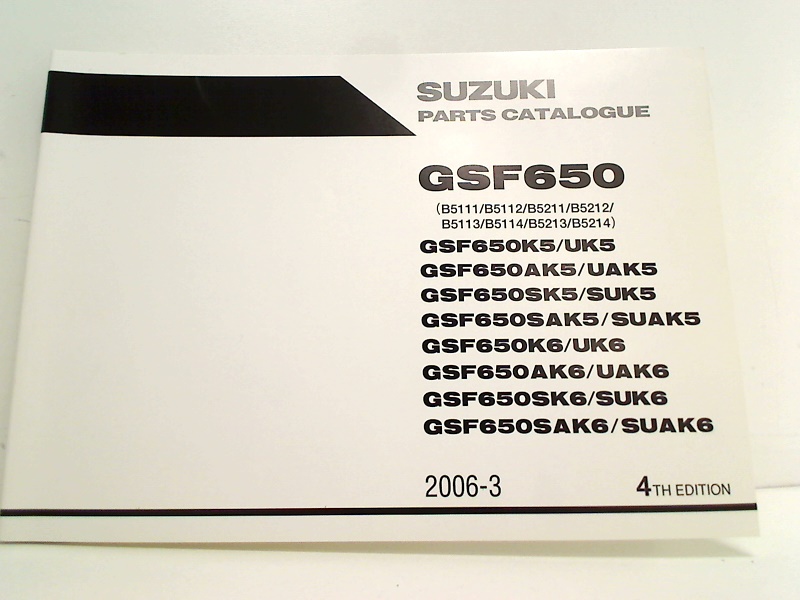 SUZUKI
PARTS CATALOGUE
GSF650
(B5111/B5112/B5211/B5212/
B5113/B5114/B5213/B5214)
GSF650K5/UK5
GSF650AK5/UAK5
GSF650SK5/SUK5
GSF650SAK5/SUAK5
GSF650K6/UK6
GSF650AK6/UAK6
GSF650SK6/SUK6
GSF650SAK6/SUAK6
2006-3 4TH EDITION